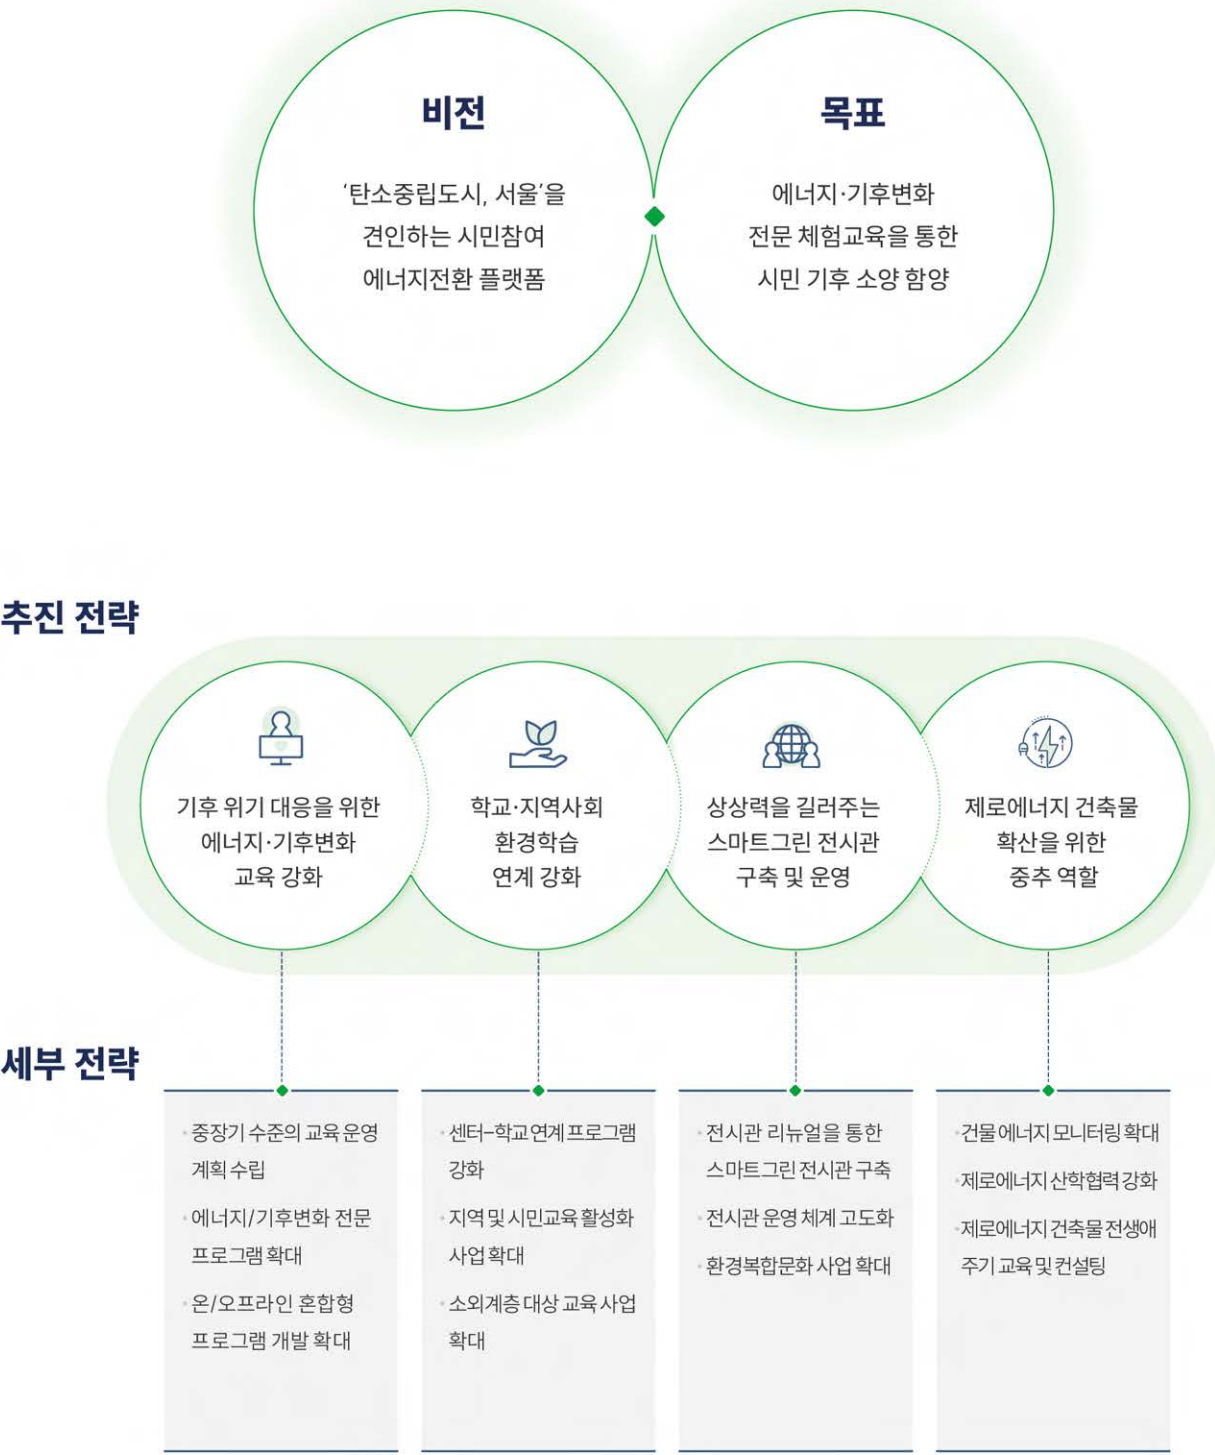 비전
'탄소중립도시, 서울'을
견인하는 시민참여
에너지전환 플랫폼
목표
에너지·기후변화
전문 체험교육을 통한
시민 기후 소양 함양
추진 전략
기후 위기 대응을 위한
에너지·기후변화
교육 강화
학교·지역사회
환경학습
연계 강화
상상력을 길러주는
스마트그린 전시관
구축 및 운영
제로에너지 건축물
확산을 위한
중추 역할
세부 전략
·중장기 수준의 교육 운영
계획 수립
·에너지/기후변화 전문
프로그램 확대
·온/오프라인 혼합형
프로그램 개발 확대
·센터-학교 연계 프로그램
강화
·지역 및 시민교육 활성화
사업 확대
·소외계층 대상 교육 사업
확대
·전시관 리뉴얼을 통한
스마트그린 전시관 구축
·전시관 운영 체계 고도화
·환경복합문화 사업 확대
·건물 에너지 모니터링 확대
·제로에너지 산학협력 강화
·제로에너지 건축물 전생애
주기 교육 및 컨설팅